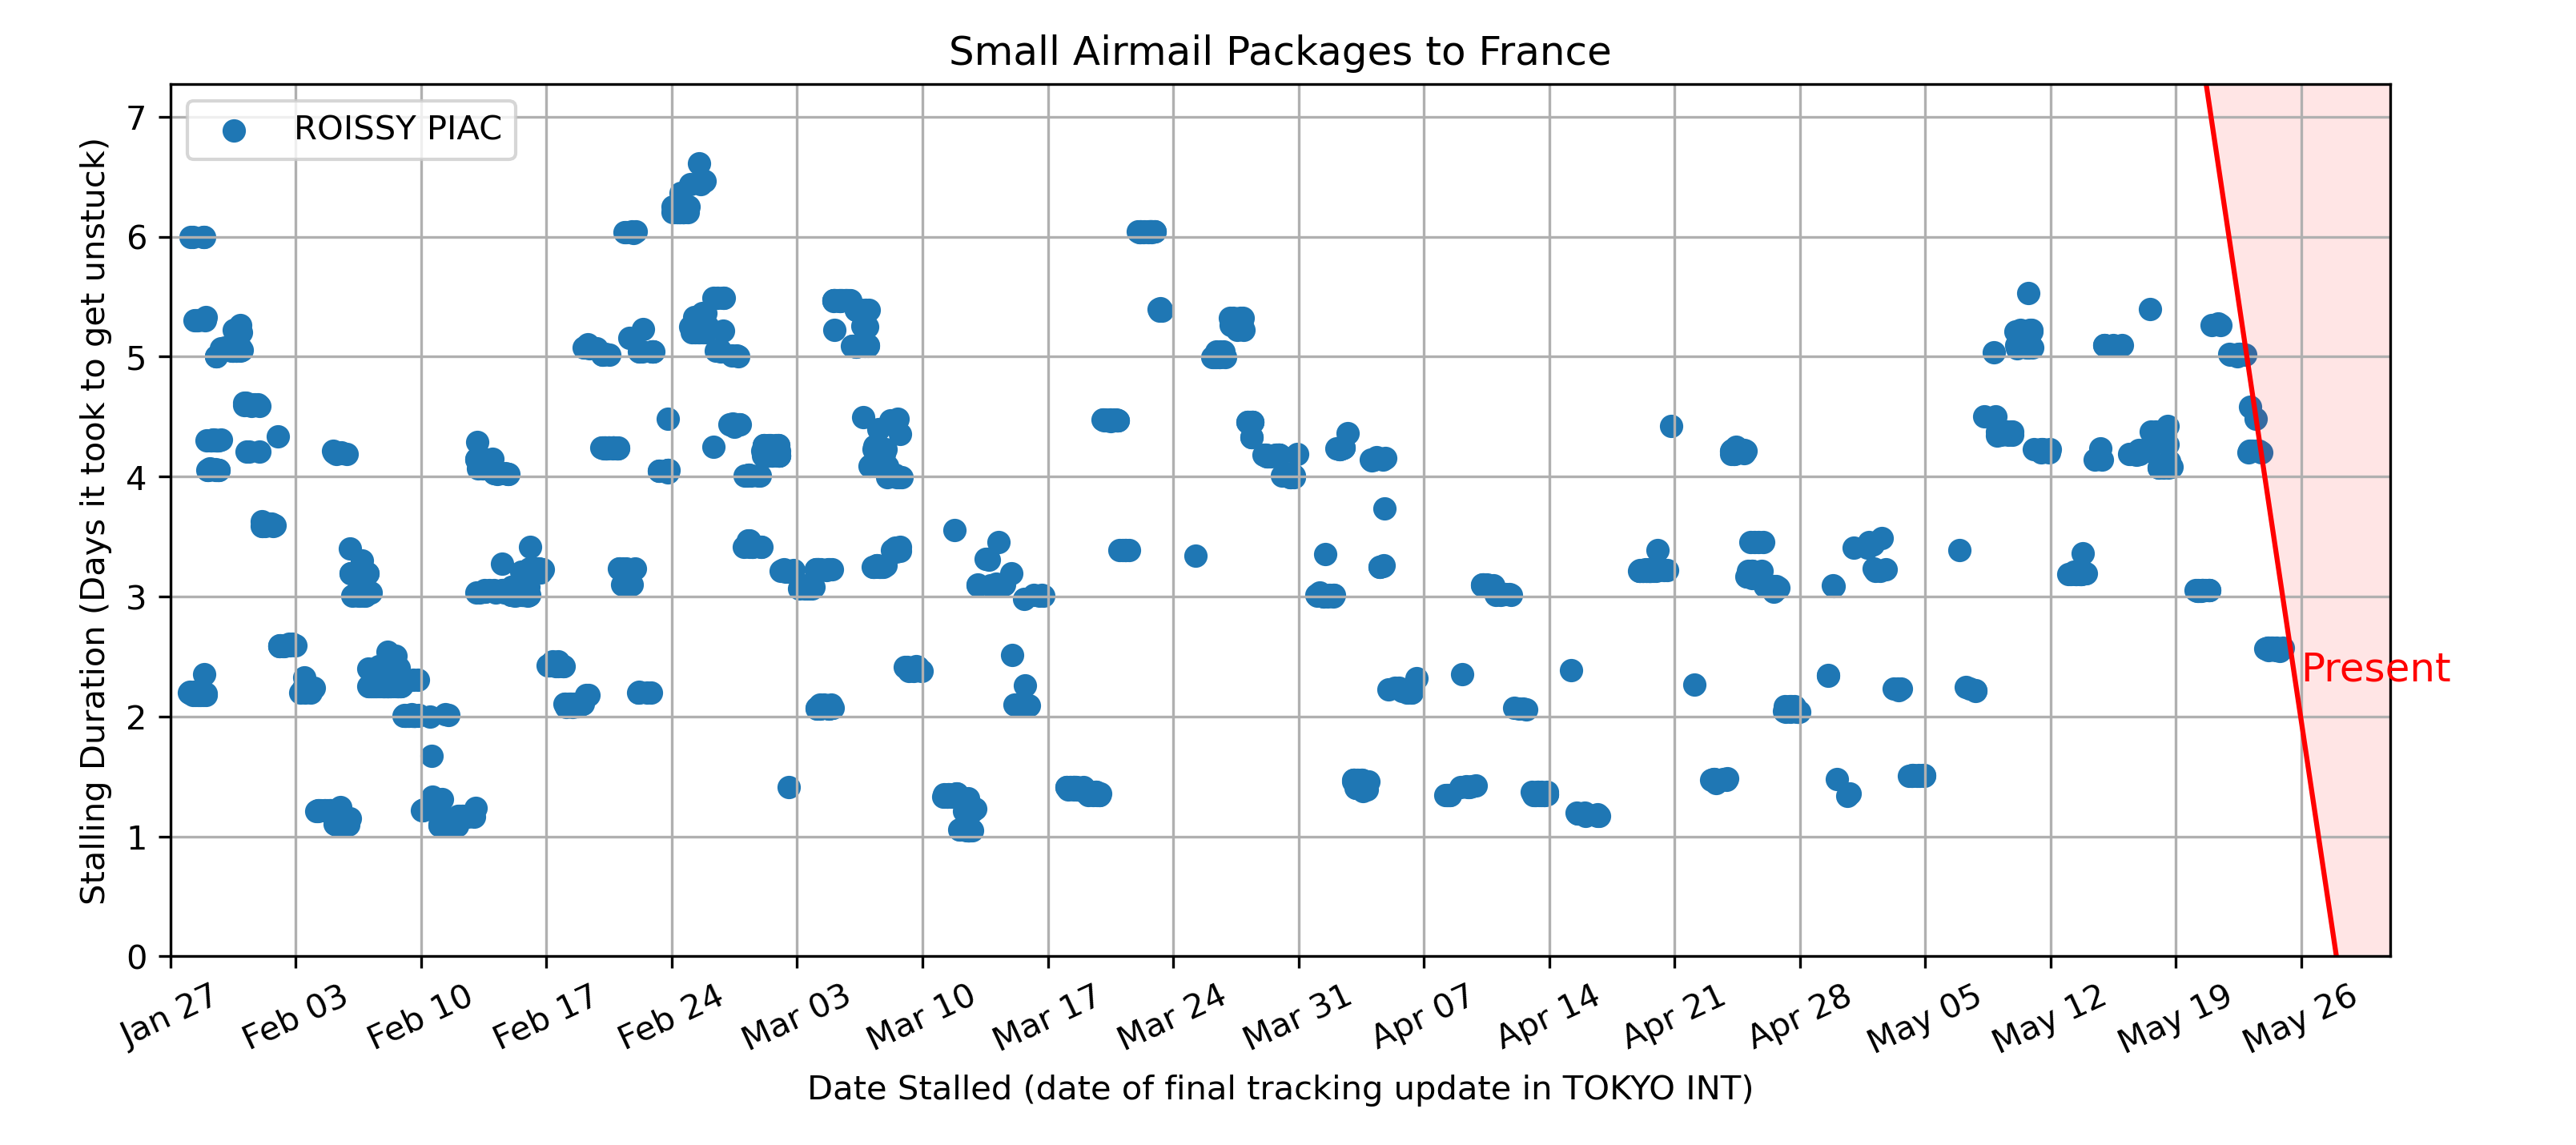 Small Airmail Packages to France
ROISSY PIAC
Stalling Duration (Days it took to get unstuck)
7
6
5
4
3
2
1
0
Present
Jan 27
Feb 03
Feb 10
Feb 17
Feb 24
Mar 03
Mar 10
Mar 17
Mar 24
Mar 31
Apr 07
Apr 14
Apr 21
Apr 28
May 05
May 12
May 19
May 26
Date Stalled (date of final tracking update in TOKYO INT)